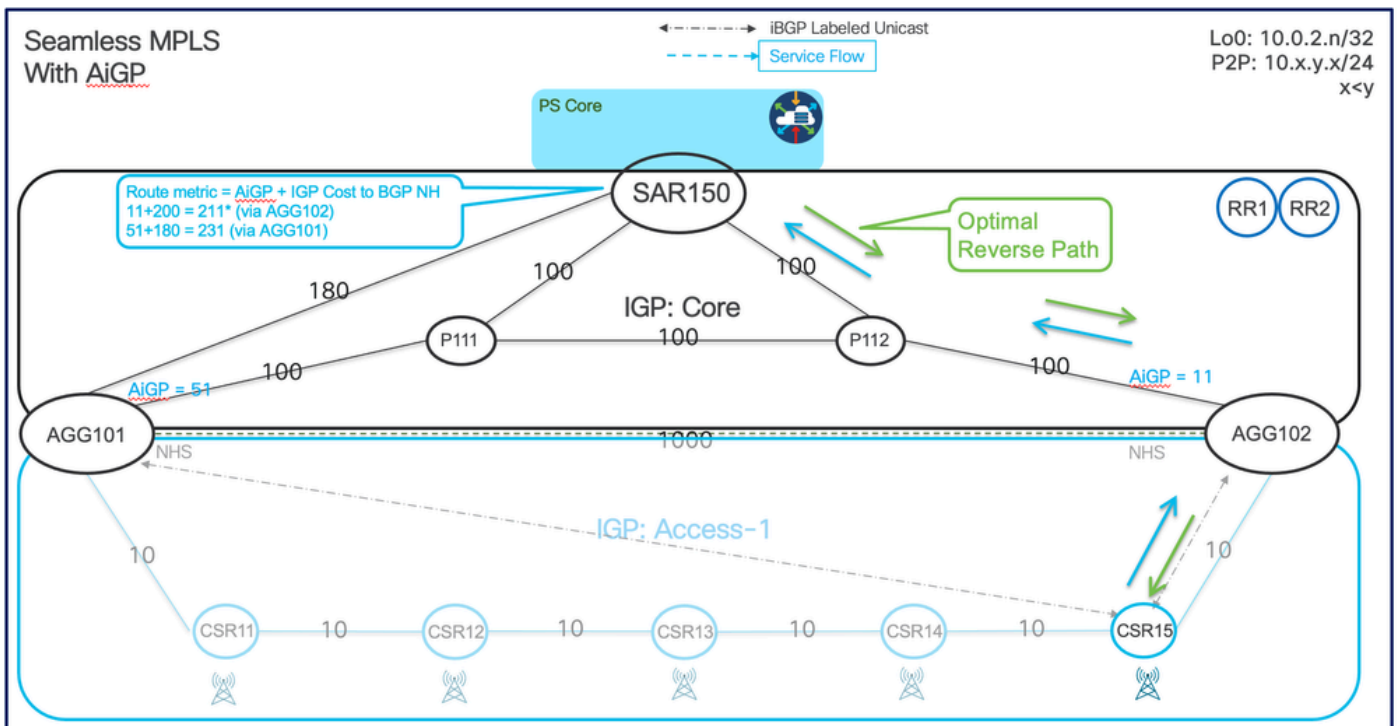 Seamless MPLS
With AiGP
iBGP Labeled Unicast
Service Flow
Lo0: 10.0.2.n/32
P2P: 10.x.y.x/24
x<y
PS Core
Route metric = AiGP + IGP Cost to BGP NH
11+200 = 211* (via AGG102)
51+180 = 231 (via AGG101)
SAR150
RR1
RR2
Optimal
Reverse Path
180
100
100
IGP: Core
P111
100
P112
100
100
AiGP = 51
AiGP = 11
AGG101
1000
AGG102
NHS
NHS
IGP: Access-1
10
10
CSR11
10
CSR12
10
CSR13
10
CSR14
10
CSR15